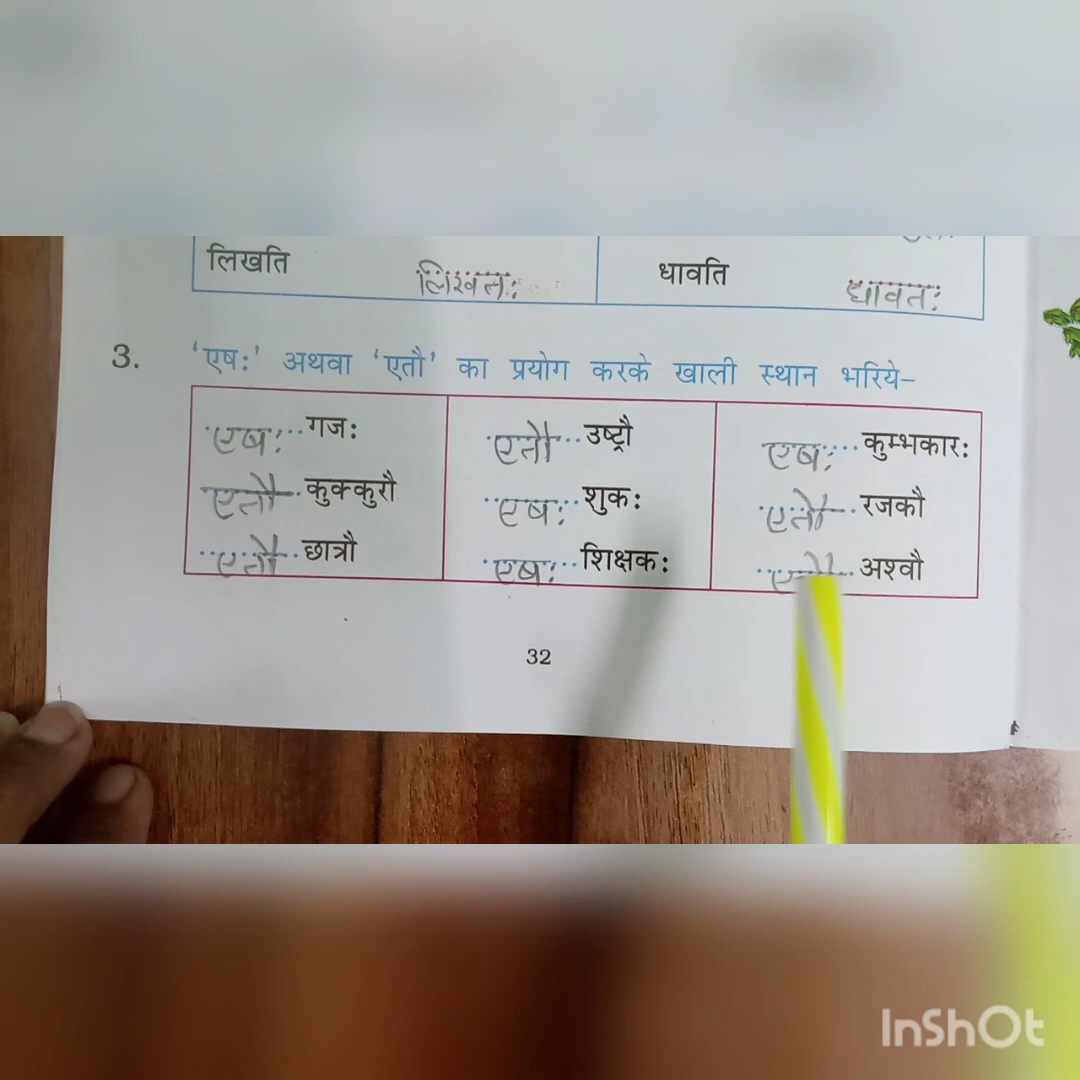 लिखति लिखतः धावति धावतः
3. 'एषः' अथवा 'एतौ' का प्रयोग करके खाली स्थान भरिये–
एषः गजः एतौ उष्ट्रौ एषः कुम्भकारः
एतौ कुक्कुरौ एषः शुकः एतौ रजकौ
एतौ छात्रौ एषः शिक्षकः एतौ अश्वौ
32
InShOt